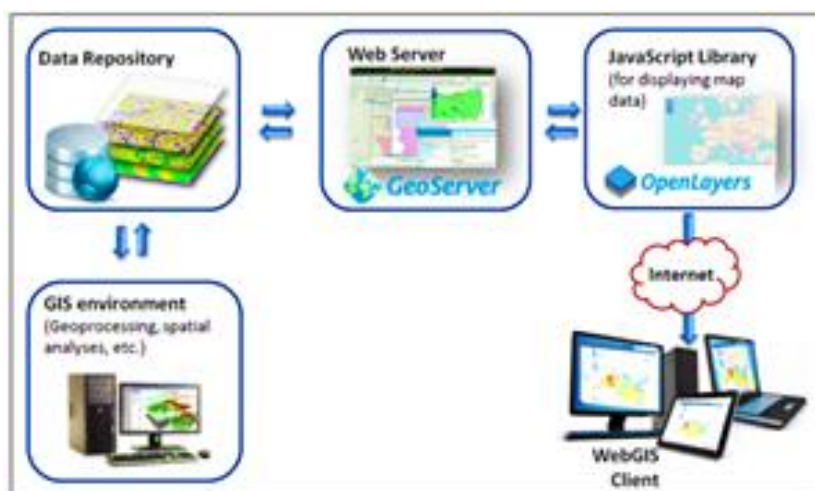 Data Repository
Web Server
GeoServer
JavaScript Library
(for displaying map
data)
OpenLayers
GIS environment
(Geoprocessing, spatial
analyses, etc.)
Internet
WebGIS
Client